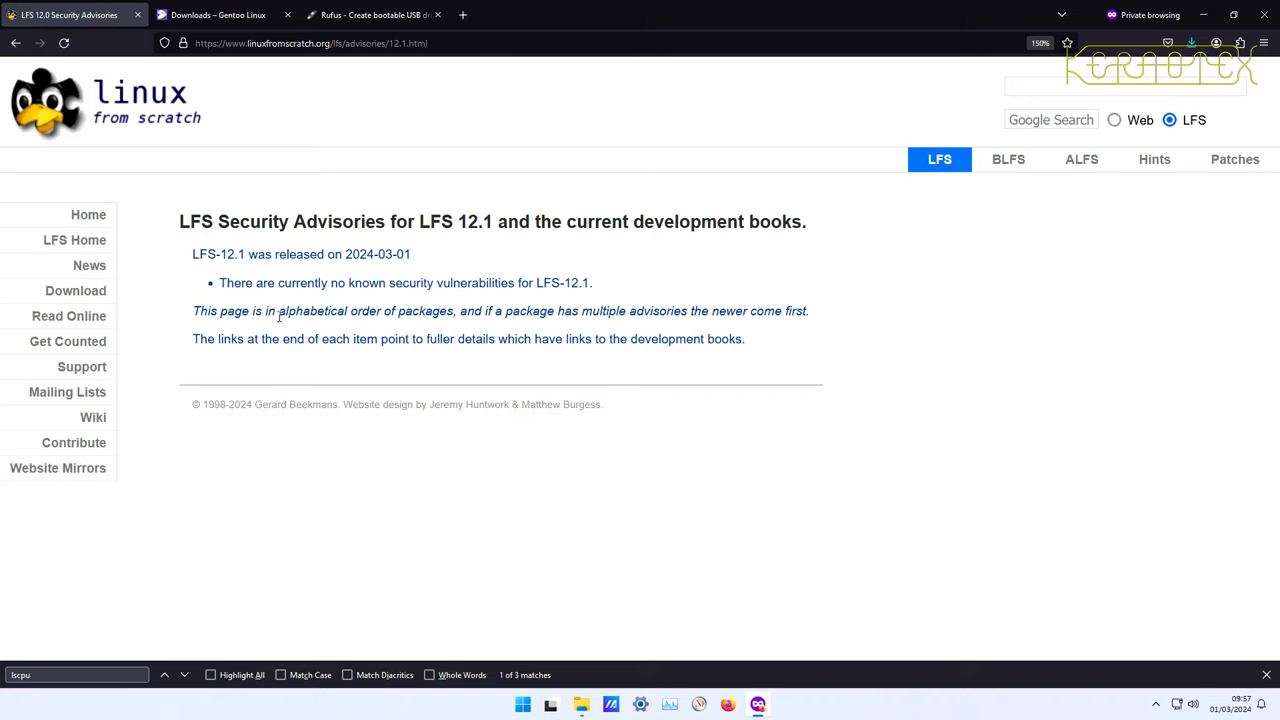 LFS 12.0 Security Advisories
Downloads – Gentoo Linux
Rufus - Create bootable USB dri
Private browsing
https://www.linuxfromscratch.org/lfs/advisories/12.1.html
150%
KERNOTEX
linux
from scratch
Google Search
Web
LFS
LFS
BLFS
ALFS
Hints
Patches
Home
LFS Home
News
Download
Read Online
Get Counted
Support
Mailing Lists
Wiki
Contribute
Website Mirrors
LFS Security Advisories for LFS 12.1 and the current development books.
LFS-12.1 was released on 2024-03-01
• There are currently no known security vulnerabilities for LFS-12.1.
This page is in alphabetical order of packages, and if a package has multiple advisories the newer come first.
The links at the end of each item point to fuller details which have links to the development books.
© 1998-2024 Gerard Beekmans. Website design by Jeremy Huntwork & Matthew Burgess.
lscpu
Highlight All
Match Case
Match Diacritics
Whole Words
1 of 3 matches
09:57
01/03/2024